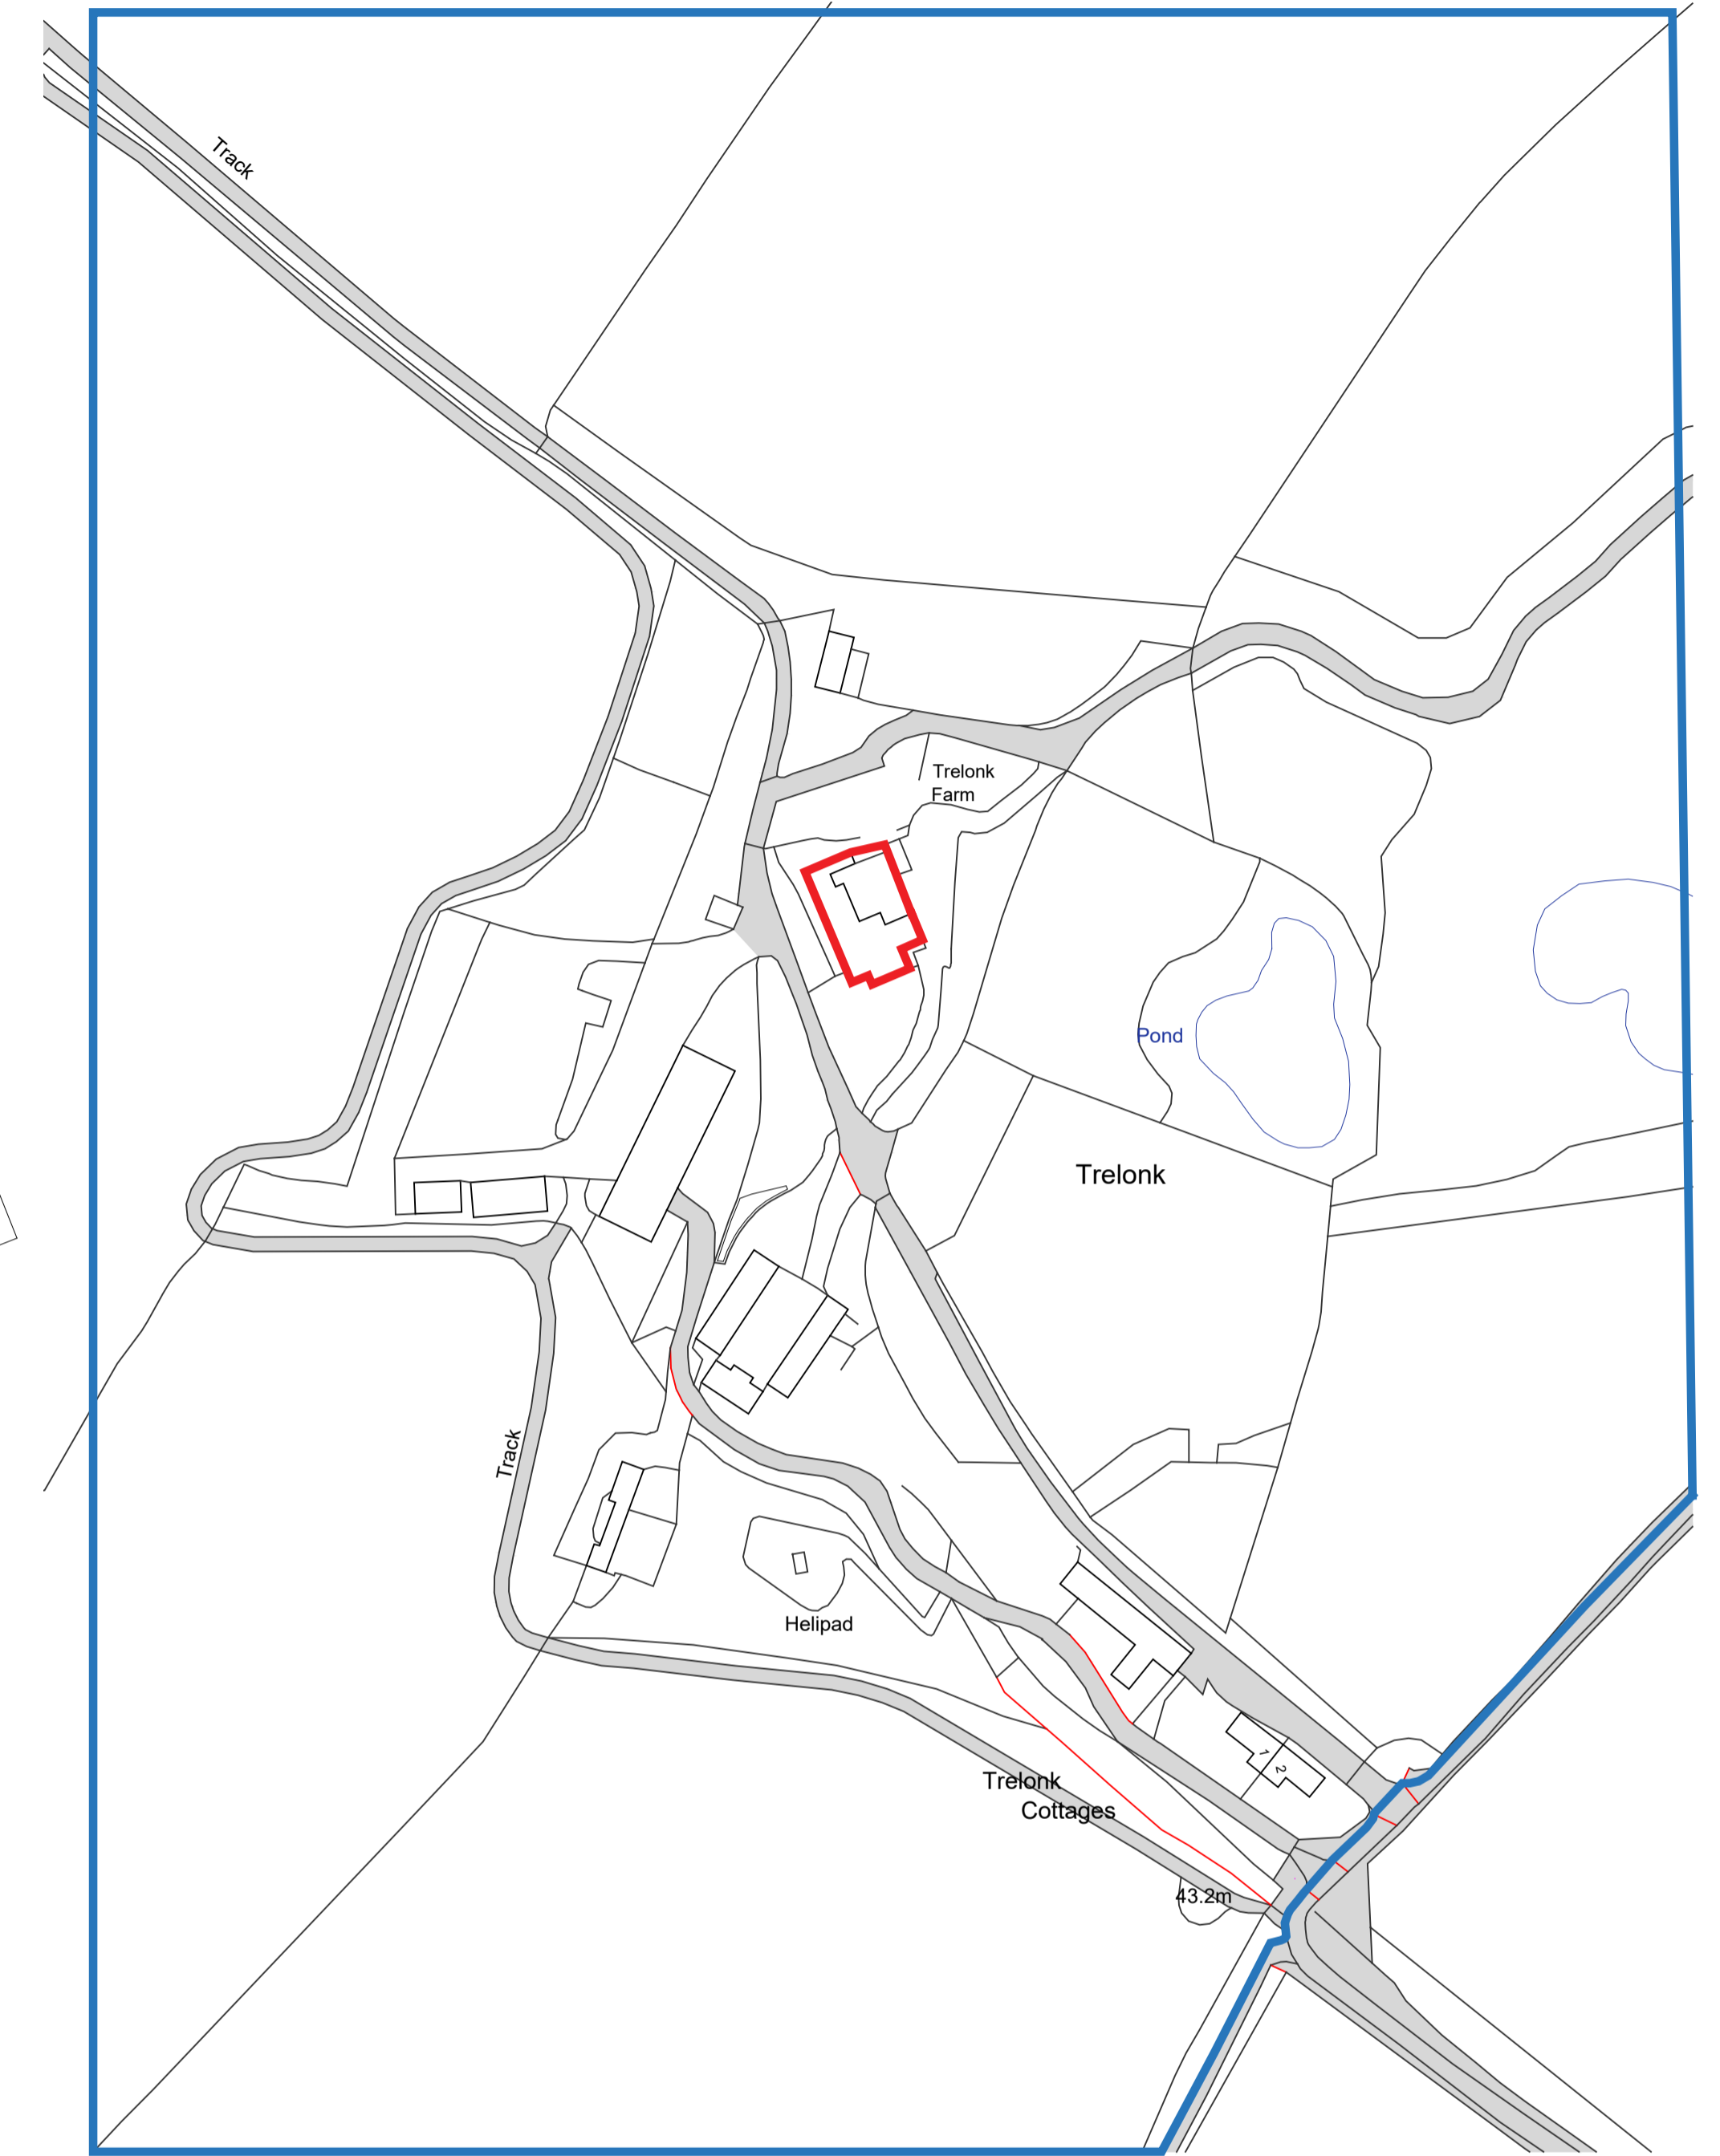 Track
Trelonk
Farm
Pond
Trelonk
Track
Helipad
1
2
Trelonk
Cottages
43.2m